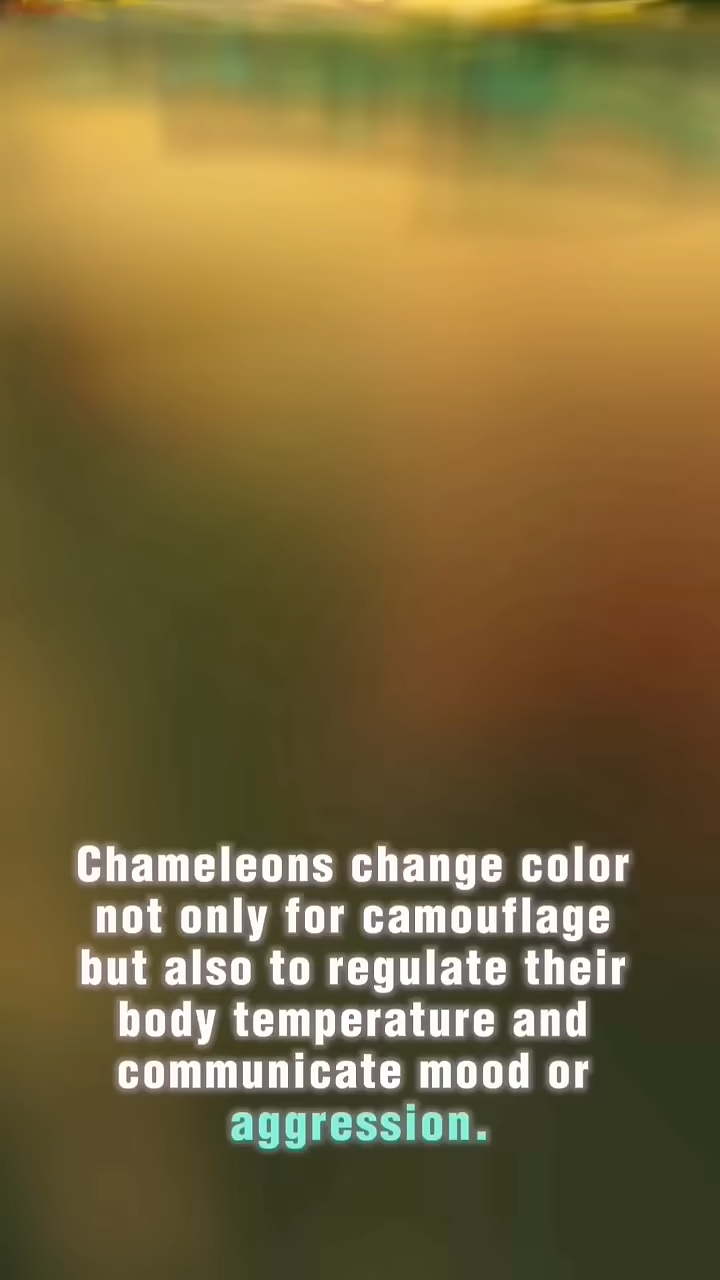 Chameleons change color
not only for camouflage
but also to regulate their
body temperature and
communicate mood or
aggression.